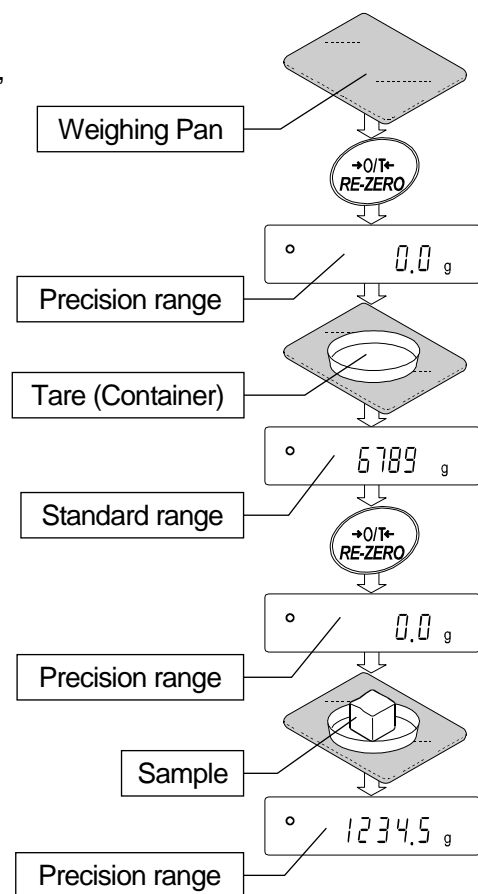 ,
Weighing Pan
→0/T←
RE-ZERO
0.0 g
Precision range
Tare (Container)
6789 g
Standard range
→0/T←
RE-ZERO
0.0 g
Precision range
Sample
1234.5 g
Precision range